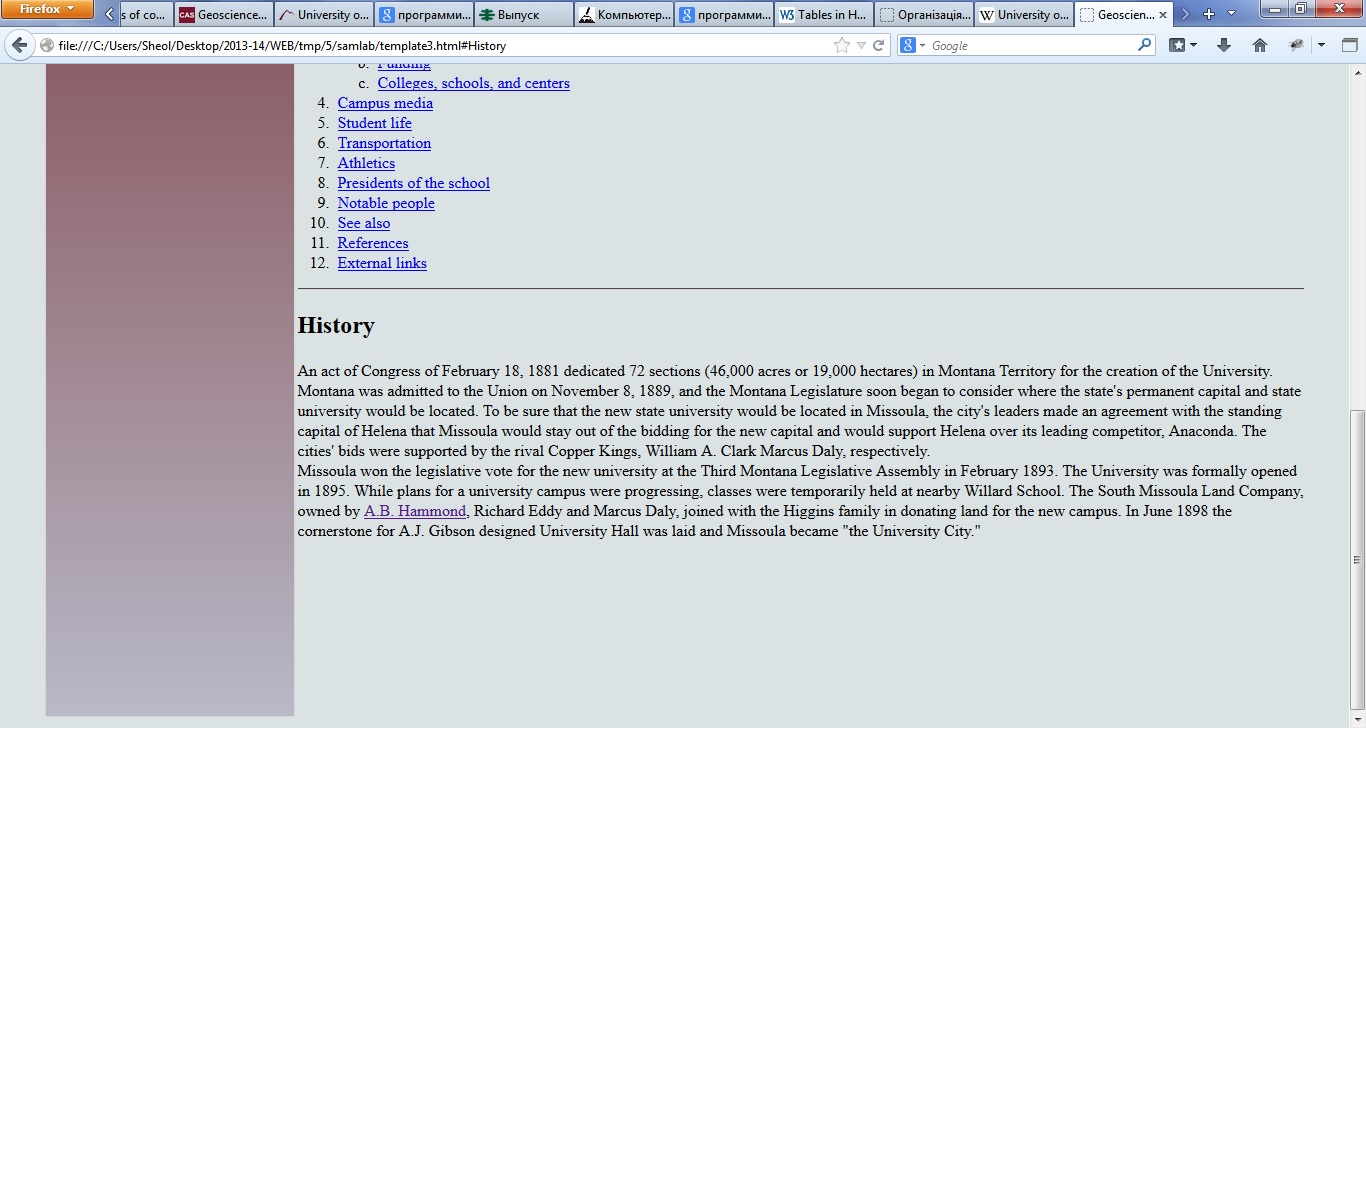 Firefox
s of co...
CAS Geoscience...
University o...
программи...
Выпуск
Компьютер...
программи...
W3 Tables in H...
Організація...
W University o...
Geoscien...
file:///C:/Users/Sheol/Desktop/2013-14/WEB/tmp/5/samlab/template3.html#History
Google
b. Funding
c. Colleges, schools, and centers
4. Campus media
5. Student life
6. Transportation
7. Athletics
8. Presidents of the school
9. Notable people
10. See also
11. References
12. External links
History
An act of Congress of February 18, 1881 dedicated 72 sections (46,000 acres or 19,000 hectares) in Montana Territory for the creation of the University.
Montana was admitted to the Union on November 8, 1889, and the Montana Legislature soon began to consider where the state's permanent capital and state
university would be located. To be sure that the new state university would be located in Missoula, the city's leaders made an agreement with the standing
capital of Helena that Missoula would stay out of the bidding for the new capital and would support Helena over its leading competitor, Anaconda. The
cities' bids were supported by the rival Copper Kings, William A. Clark Marcus Daly, respectively.
Missoula won the legislative vote for the new university at the Third Montana Legislative Assembly in February 1893. The University was formally opened
in 1895. While plans for a university campus were progressing, classes were temporarily held at nearby Willard School. The South Missoula Land Company,
owned by A.B. Hammond, Richard Eddy and Marcus Daly, joined with the Higgins family in donating land for the new campus. In June 1898 the
cornerstone for A.J. Gibson designed University Hall was laid and Missoula became "the University City."